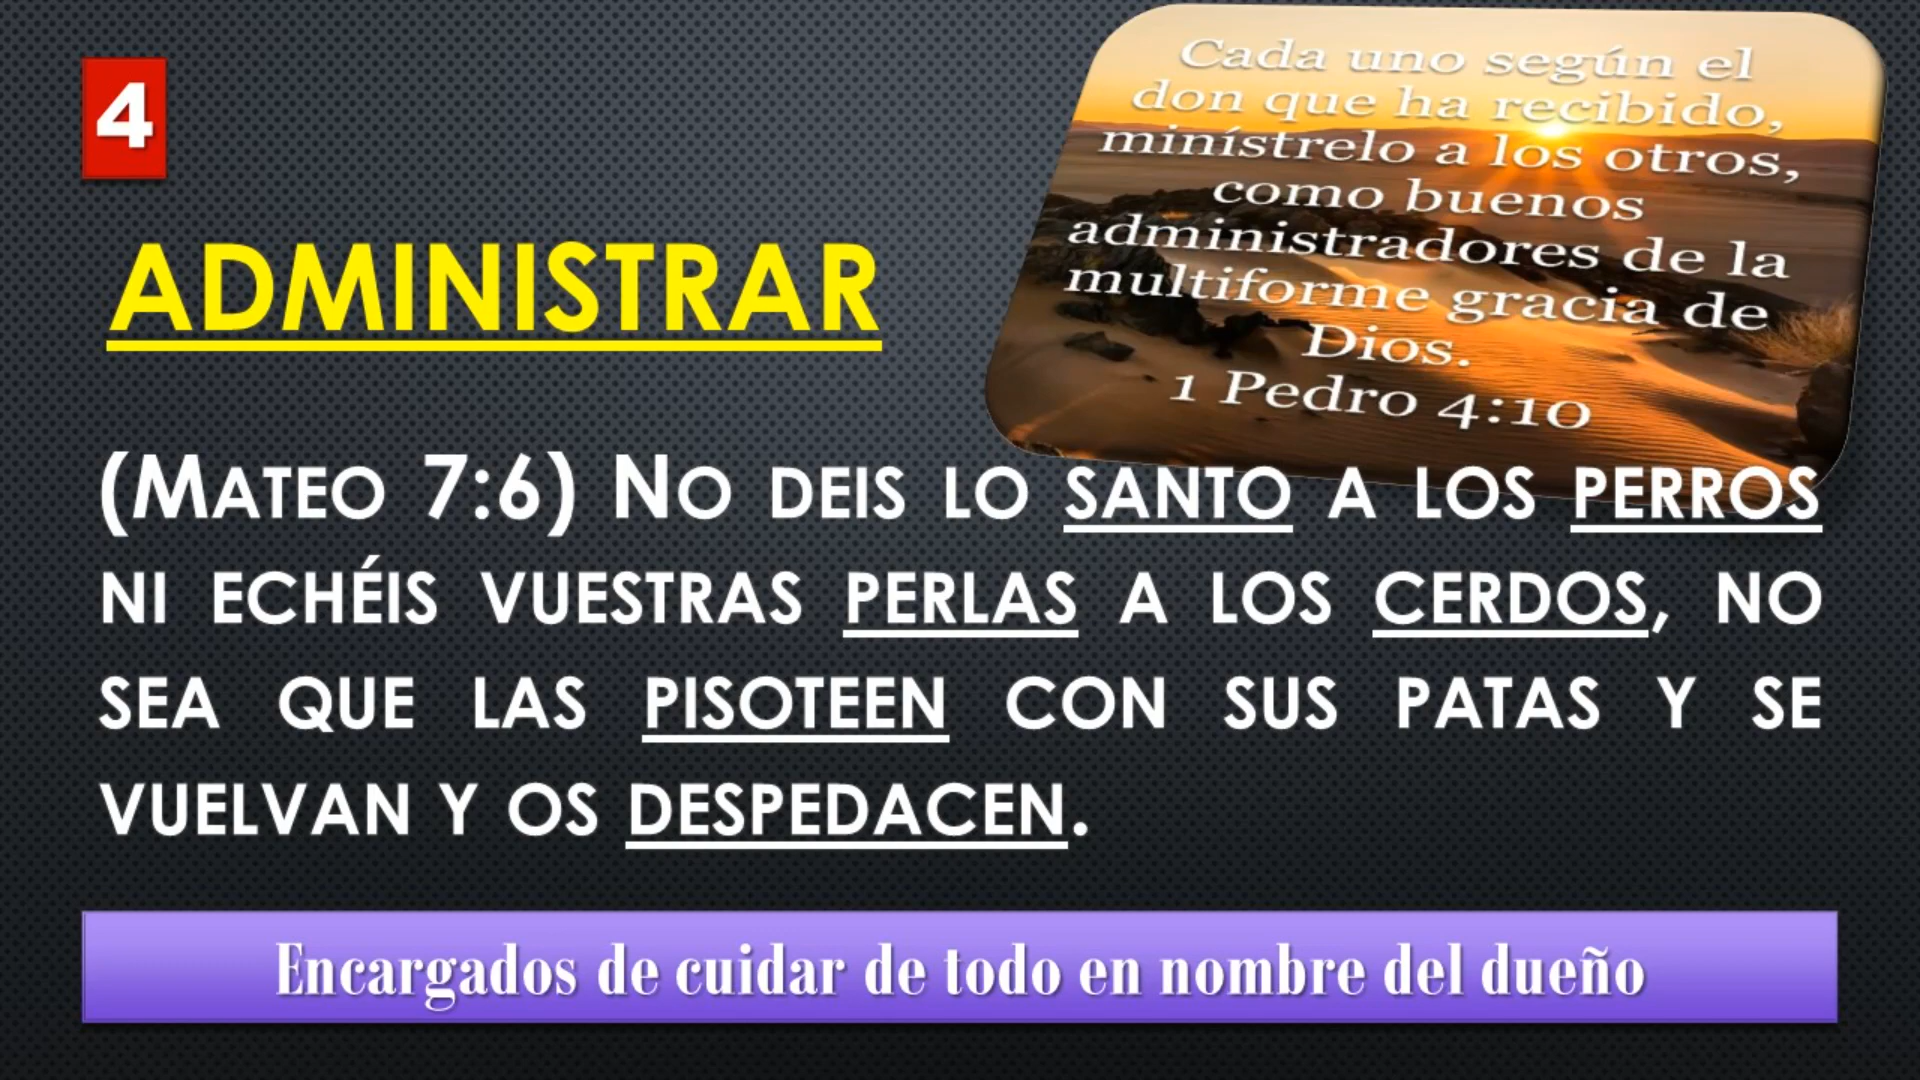 4
Cada uno según el
don que ha recibido,
minístrelo a los otros,
como buenos
administradores de la
multiforme gracia de
Dios.
1 Pedro 4:10
ADMINISTRAR
(MATEO 7:6) NO DEIS LO SANTO A LOS PERROS
NI ECHÉIS VUESTRAS PERLAS A LOS CERDOS, NO
SEA QUE LAS PISOTEEN CON SUS PATAS Y SE
VUELVAN Y OS DESPEDACEN.
Encargados de cuidar de todo en nombre del dueño